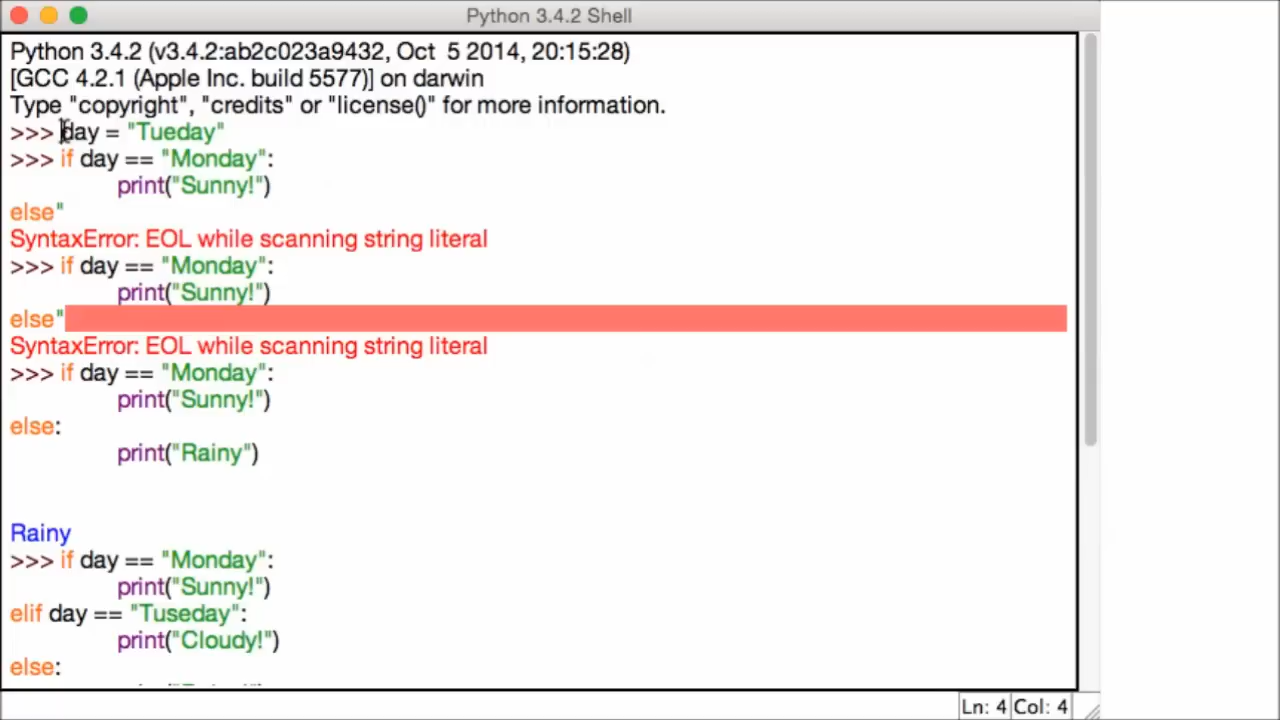 Python 3.4.2 Shell
Python 3.4.2 (v3.4.2:ab2c023a9432, Oct  5 2014, 20:15:28)
[GCC 4.2.1 (Apple Inc. build 5577)] on darwin
Type "copyright", "credits" or "license()" for more information.
>>> day = "Tueday"
>>> if day == "Monday":
print("Sunny!")
else"
SyntaxError: EOL while scanning string literal
>>> if day == "Monday":
print("Sunny!")
else"
SyntaxError: EOL while scanning string literal
>>> if day == "Monday":
print("Sunny!")
else:
print("Rainy")
Rainy
>>> if day == "Monday":
print("Sunny!")
elif day == "Tuseday":
print("Cloudy!")
else:
Ln: 4 Col: 4